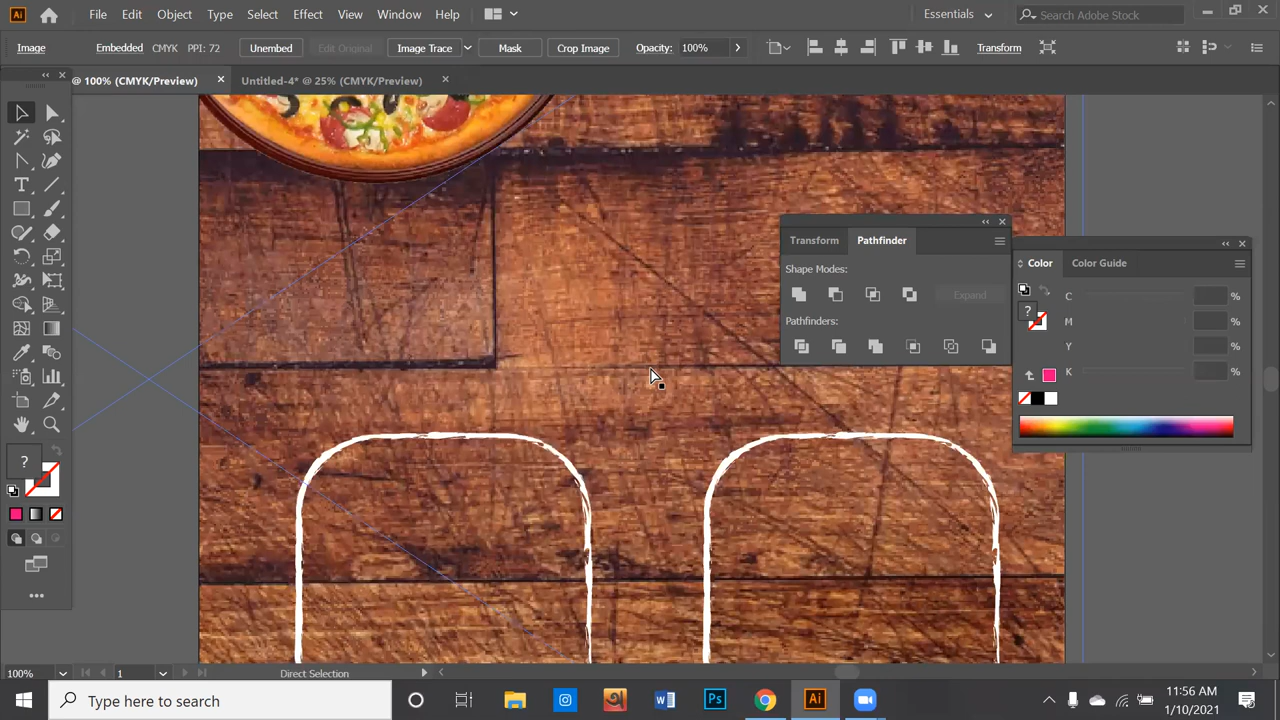 Ai File Edit Object Type Select Effect View Window Help Essentials Search Adobe Stock
Image Embedded CMYK PPI: 72 Unembed Edit Original Image Trace Mask Crop Image Opacity: 100% Transform
@ 100% (CMYK/Preview) Untitled-4* @ 25% (CMYK/Preview)
Transform Pathfinder
Shape Modes:
Expand
Pathfinders:
Color Color Guide
C %
M %
Y %
K %
?
?
100% 1 Direct Selection
Type here to search Ps Ai 11:56 AM
1/10/2021